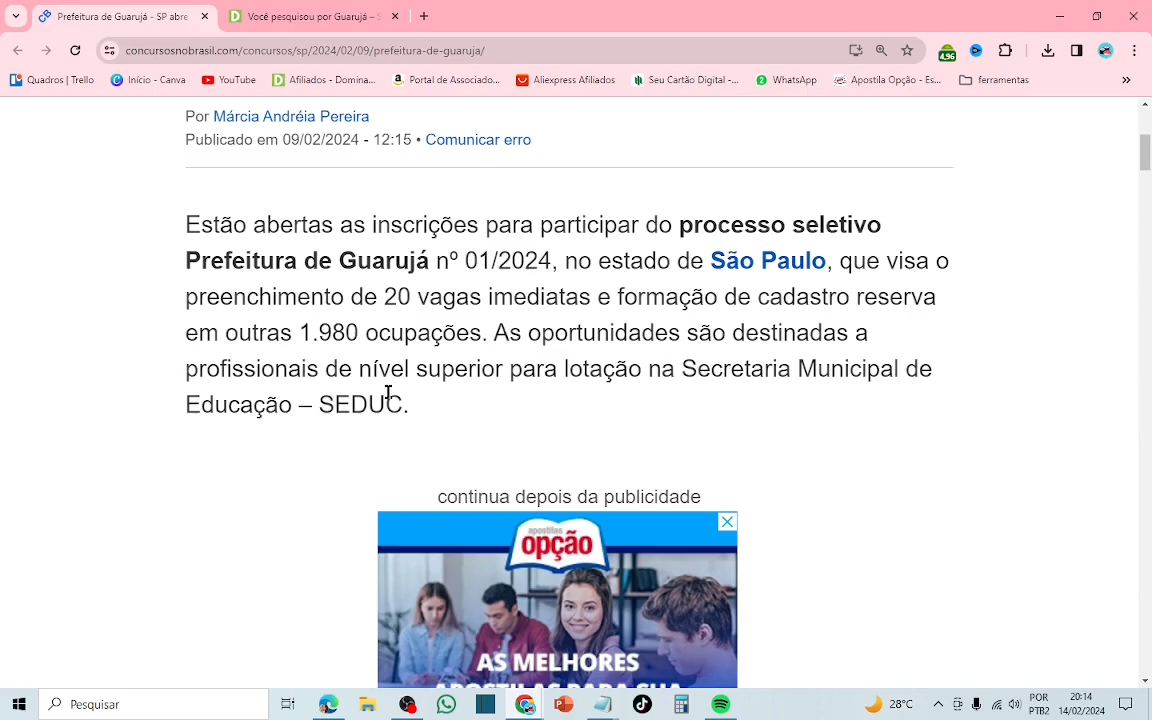 Prefeitura de Guarujá - SP abre
Você pesquisou por Guarujá – S
concursosnobrasil.com/concursos/sp/2024/02/09/prefeitura-de-guaruja/
4,96
Quadros | Trello
Início - Canva
YouTube
Afiliados - Domina...
Portal de Associado...
Aliexpress Afiliados
Seu Cartão Digital -...
WhatsApp
Apostila Opção - Es...
ferramentas
Por Márcia Andréia Pereira
Publicado em 09/02/2024 - 12:15 • Comunicar erro
Estão abertas as inscrições para participar do processo seletivo
Prefeitura de Guarujá nº 01/2024, no estado de São Paulo, que visa o
preenchimento de 20 vagas imediatas e formação de cadastro reserva
em outras 1.980 ocupações. As oportunidades são destinadas a
profissionais de nível superior para lotação na Secretaria Municipal de
Educação – SEDUC.
continua depois da publicidade
apostilas
opção
AS MELHORES
APOSTILAS PARA SUA
Pesquisar
28°C
POR
PTB2
20:14
14/02/2024